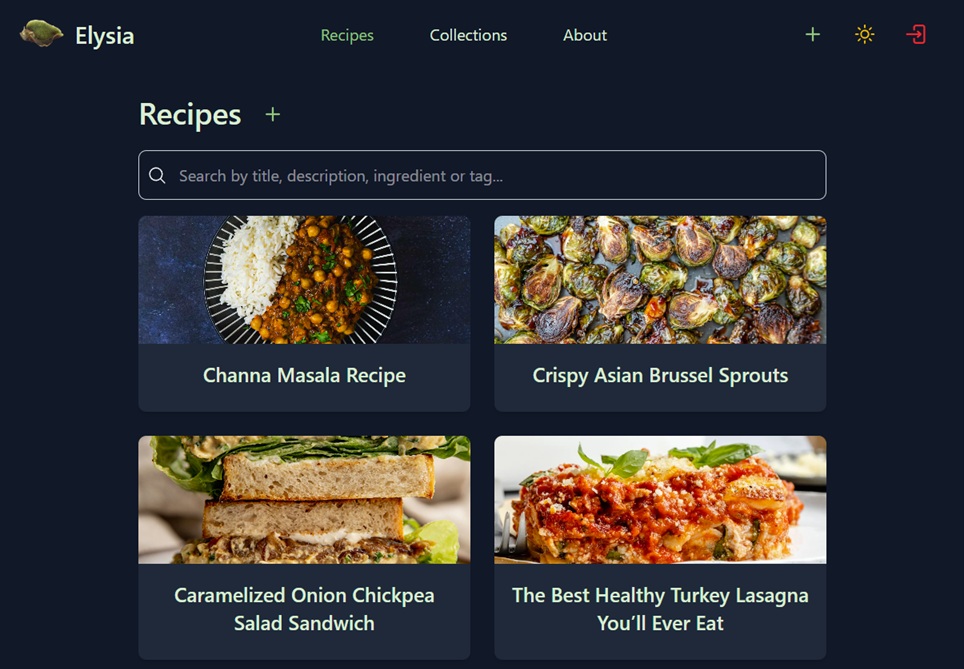 Elysia
Recipes
Collections
About
Recipes
Search by title, description, ingredient or tag...
Channa Masala Recipe
Crispy Asian Brussel Sprouts
Caramelized Onion Chickpea
Salad Sandwich
The Best Healthy Turkey Lasagna
You’ll Ever Eat